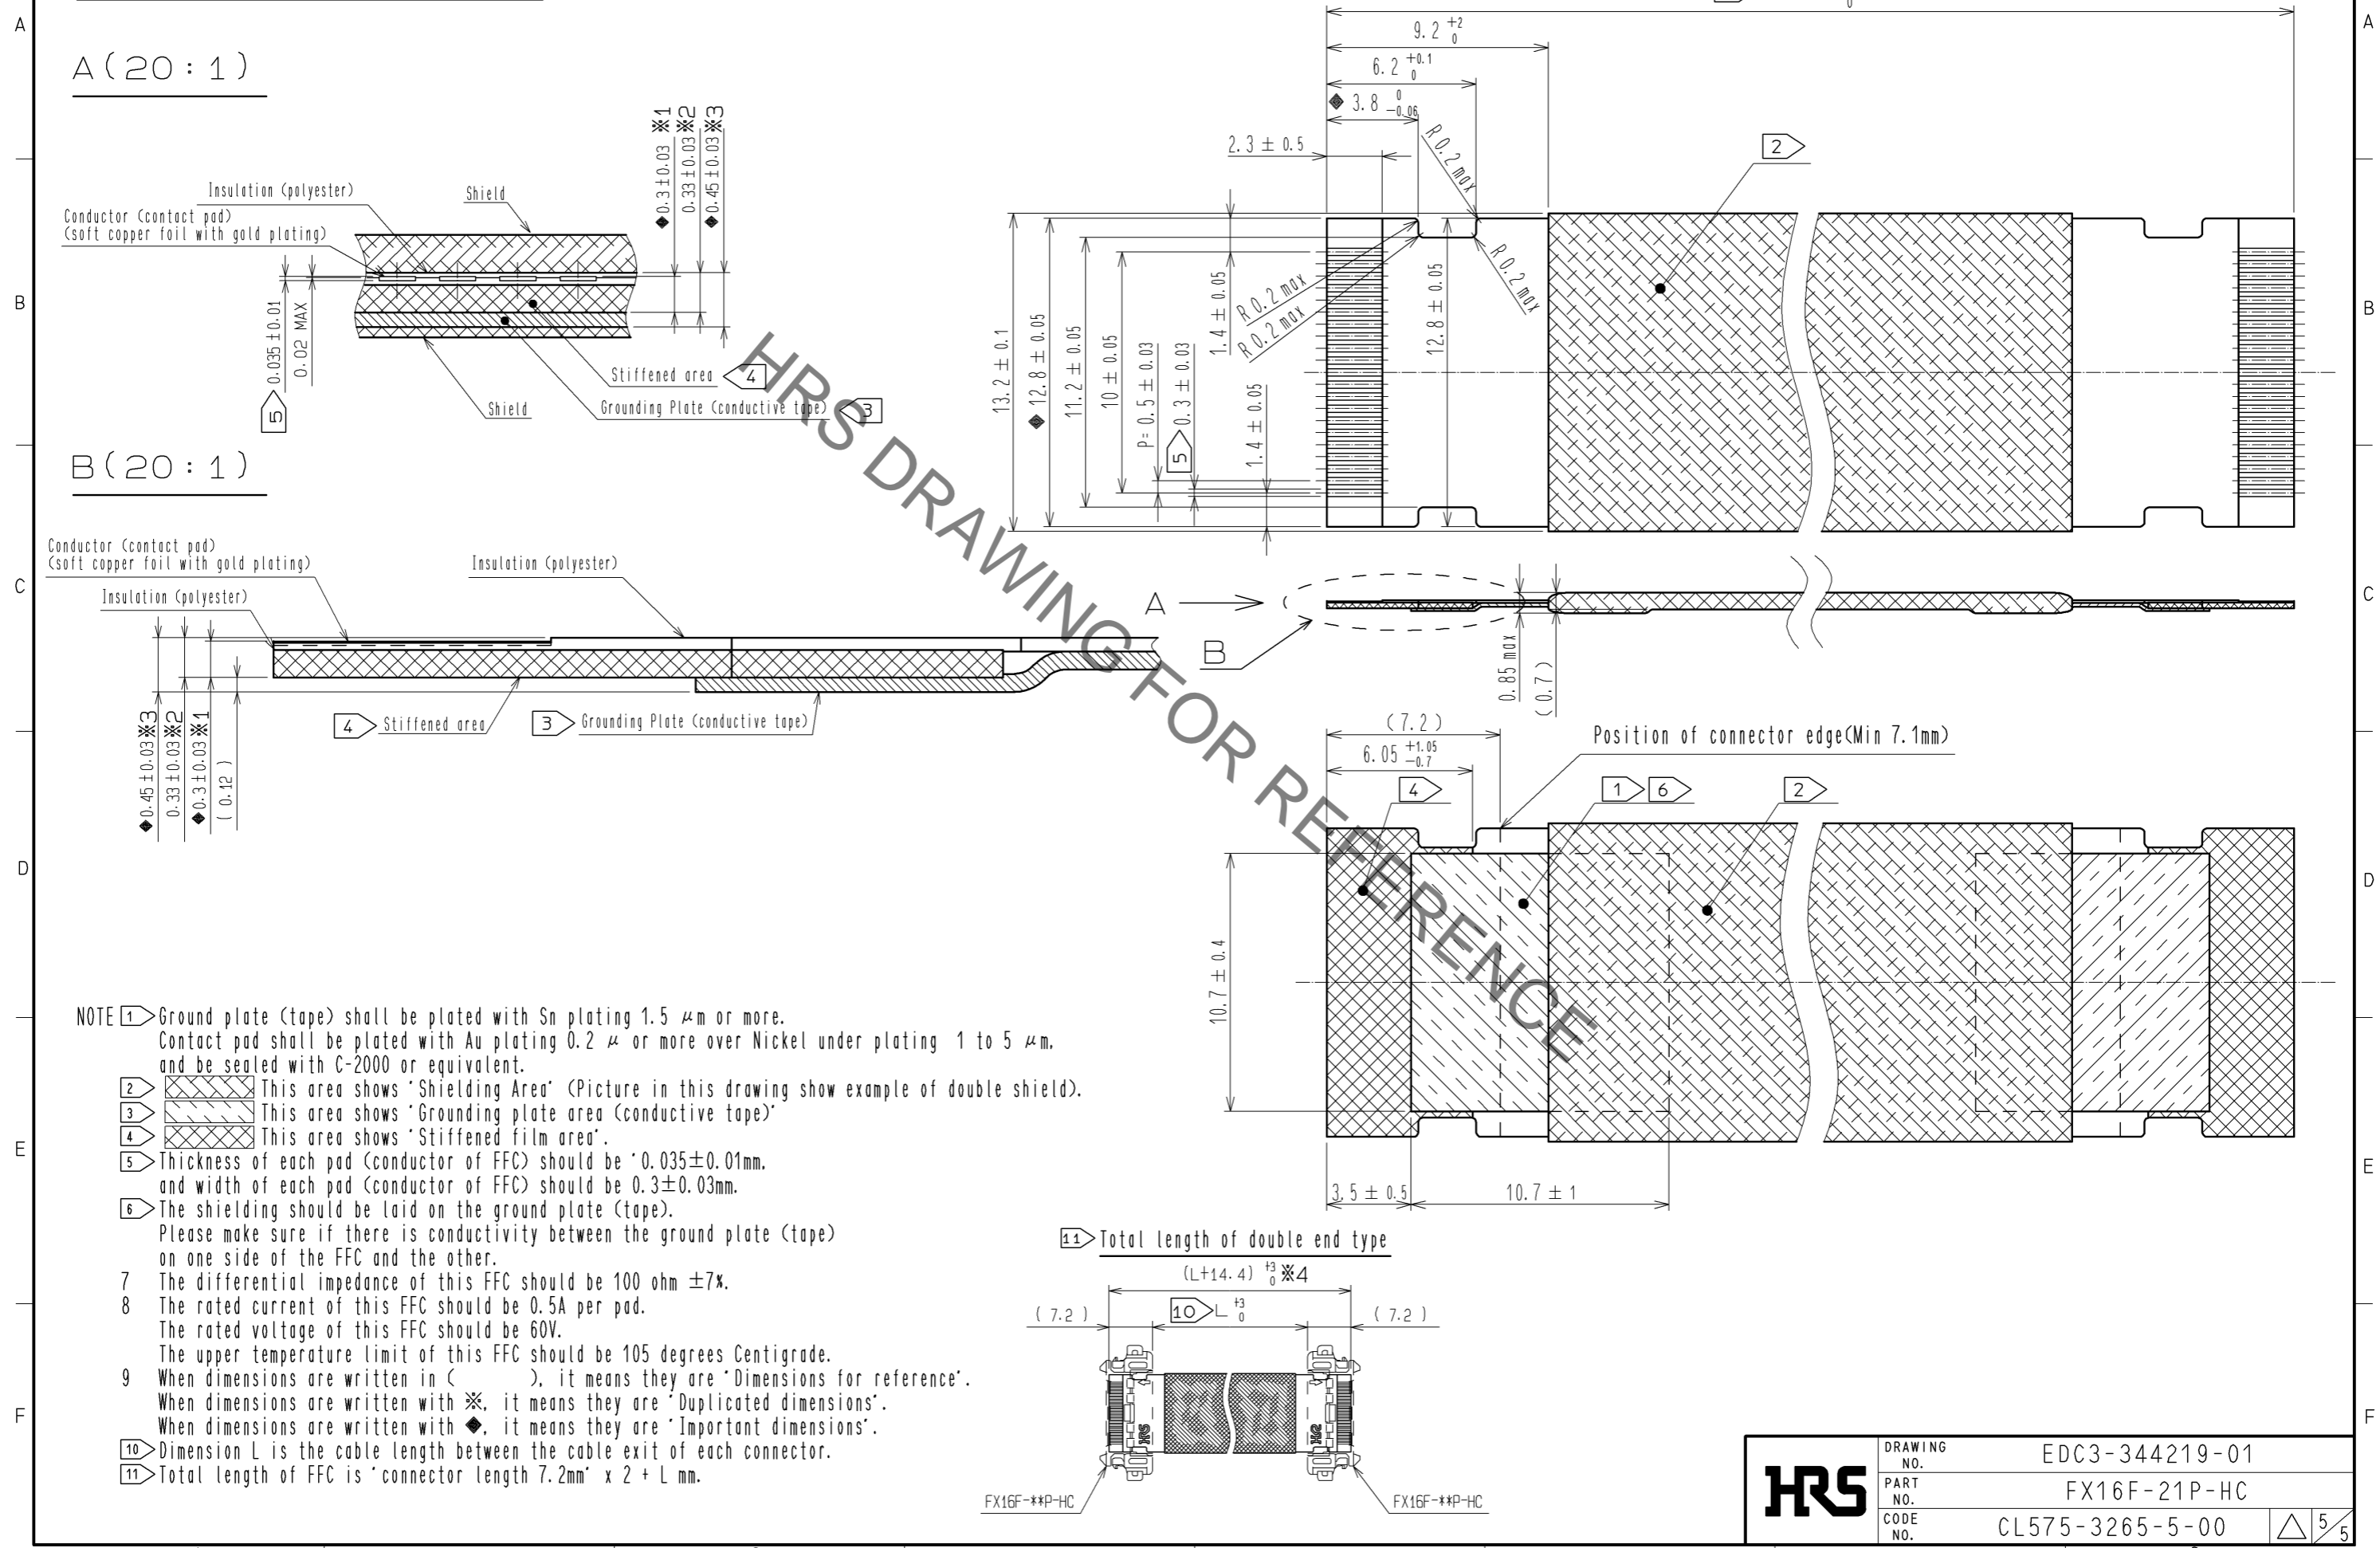 A
A
9.2 +2 0
A(20:1)
6.2 +0.1 0
◆ 3.8 0 -0.06
◆0.3±0.03 ※1
0.33±0.03 ※2
◆0.45±0.03 ※3
R0.2 max
2.3 ± 0.5
2
Insulation (polyester)
Shield
Conductor (contact pad)
(soft copper foil with gold plating)
R0.2 max
R0.2 max
R0.2 max
B
B
5 0.035±0.01
0.02 MAX
13.2 ± 0.1
◆ 12.8 ± 0.05
11.2 ± 0.05
10 ± 0.05
P=0.5 ± 0.03
5 0.3 ± 0.03
1.4 ± 0.05
1.4 ± 0.05
12.8 ± 0.05
Stiffened area 4
Shield
Grounding Plate (conductive tape) 3
HRS DRAWING FOR REFERENCE
B(20:1)
Conductor (contact pad)
(soft copper foil with gold plating)
Insulation (polyester)
Insulation (polyester)
C
C
A
B
0.85 max
(0.7)
◆0.45±0.03 ※3
0.33±0.03 ※2
◆0.3±0.03 ※1
(0.12)
4 Stiffened area
3 Grounding Plate (conductive tape)
(7.2)
6.05 +1.05 -0.7
Position of connector edge(Min 7.1mm)
4
1 6
2
D
D
10.7 ± 0.4
3.5 ± 0.5
10.7 ± 1
NOTE 1 Ground plate (tape) shall be plated with Sn plating 1.5 μm or more.
Contact pad shall be plated with Au plating 0.2 μ or more over Nickel under plating 1 to 5 μm,
and be sealed with C-2000 or equivalent.
2 This area shows 'Shielding Area' (Picture in this drawing show example of double shield).
3 This area shows 'Grounding plate area (conductive tape)'
4 This area shows 'Stiffened film area'.
E
E
5 Thickness of each pad (conductor of FFC) should be '0.035±0.01mm,
and width of each pad (conductor of FFC) should be 0.3±0.03mm.
6 The shielding should be laid on the ground plate (tape).
Please make sure if there is conductivity between the ground plate (tape)
on one side of the FFC and the other.
7 The differential impedance of this FFC should be 100 ohm ±7%.
8 The rated current of this FFC should be 0.5A per pad.
The rated voltage of this FFC should be 60V.
The upper temperature limit of this FFC should be 105 degrees Centigrade.
9 When dimensions are written in ( ), it means they are 'Dimensions for reference'.
When dimensions are written with ※, it means they are 'Duplicated dimensions'.
When dimensions are written with ◆, it means they are 'Important dimensions'.
10 Dimension L is the cable length between the cable exit of each connector.
11 Total length of FFC is 'connector length 7.2mm' x 2 + L mm.
F
F
11 Total length of double end type
(L+14.4) +3 0 ※4
(7.2)
10 L +3 0
(7.2)
HRS
HRS
FX16F-**P-HC
FX16F-**P-HC
HRS
DRAWING NO. EDC3-344219-01
PART NO. FX16F-21P-HC
CODE NO. CL575-3265-5-00
5/5